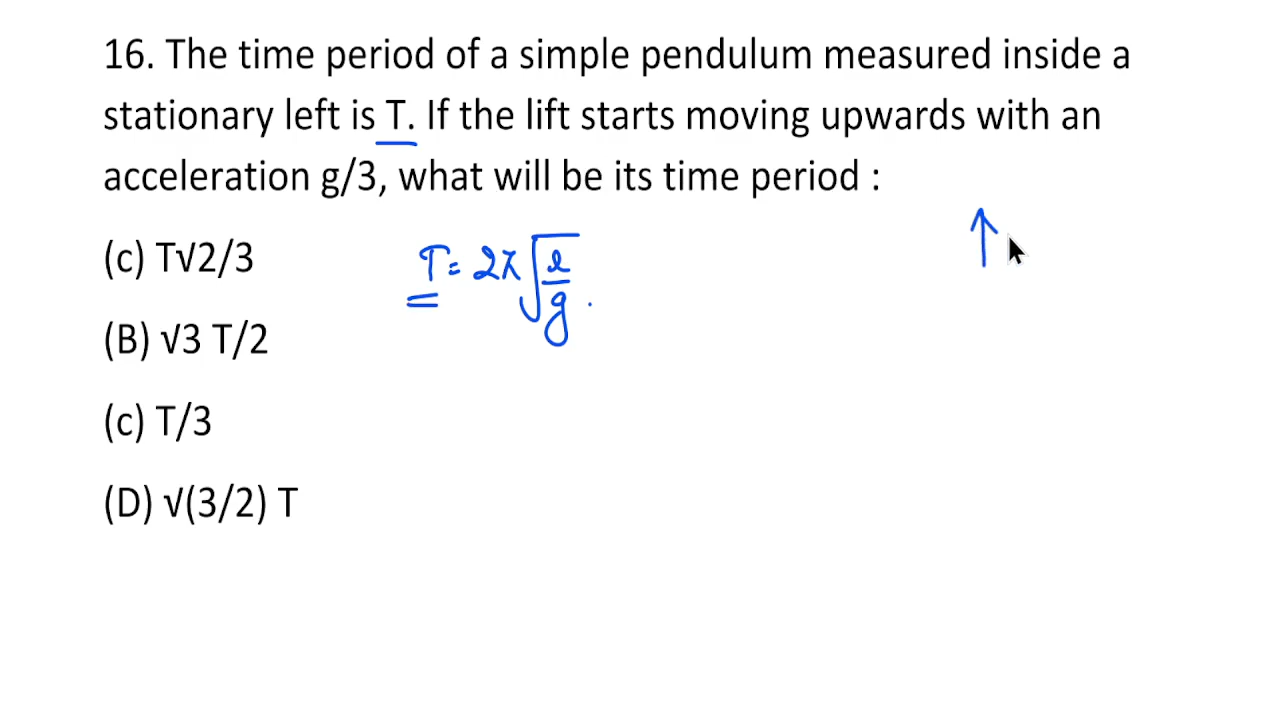 16. The time period of a simple pendulum measured inside a
stationary left is T. If the lift starts moving upwards with an
acceleration g/3, what will be its time period :
(c) T√2/3
T = 2π √l/g .
(B) √3 T/2
(c) T/3
(D) √(3/2) T